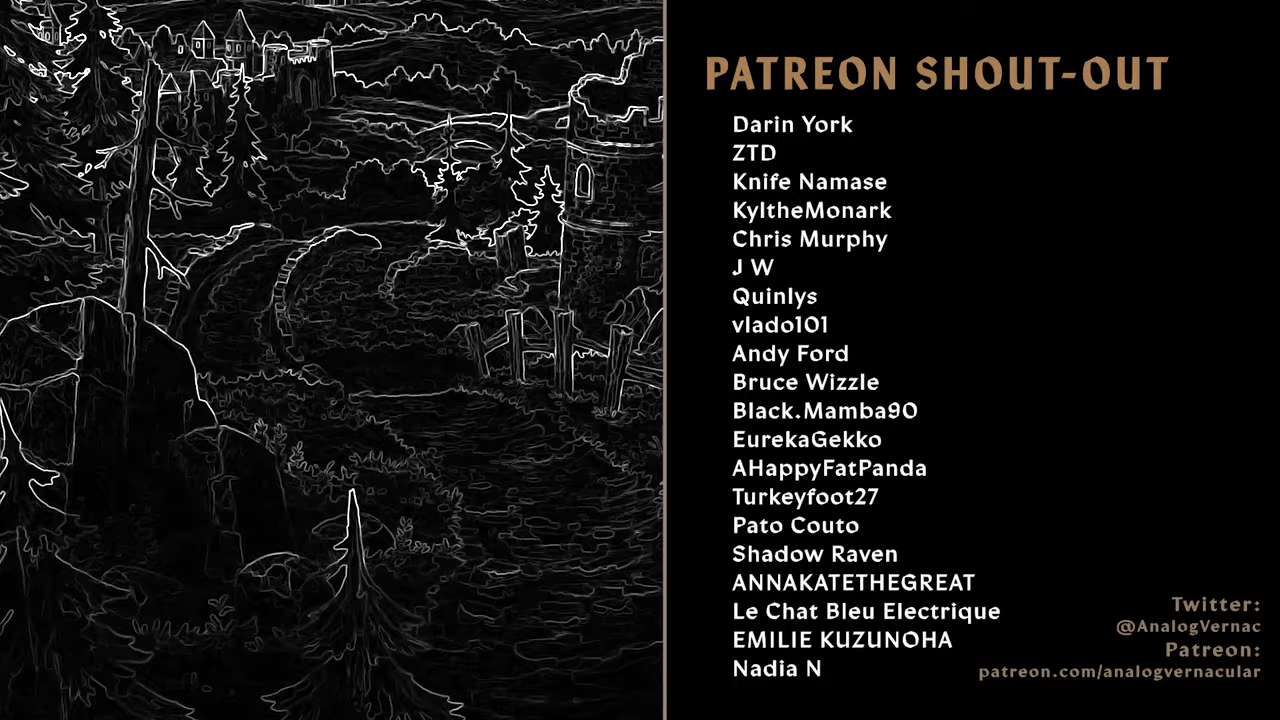 PATREON SHOUT-OUT
Darin York
ZTD
Knife Namase
KyltheMonark
Chris Murphy
J W
Quinlys
vlado101
Andy Ford
Bruce Wizzle
Black.Mamba90
EurekaGekko
AHappyFatPanda
Turkeyfoot27
Pato Couto
Shadow Raven
ANNAKATETHEGREAT
Le Chat Bleu Electrique
EMILIE KUZUNOHA
Nadia N
Twitter:
@AnalogVernac
Patreon:
patreon.com/analogvernacular